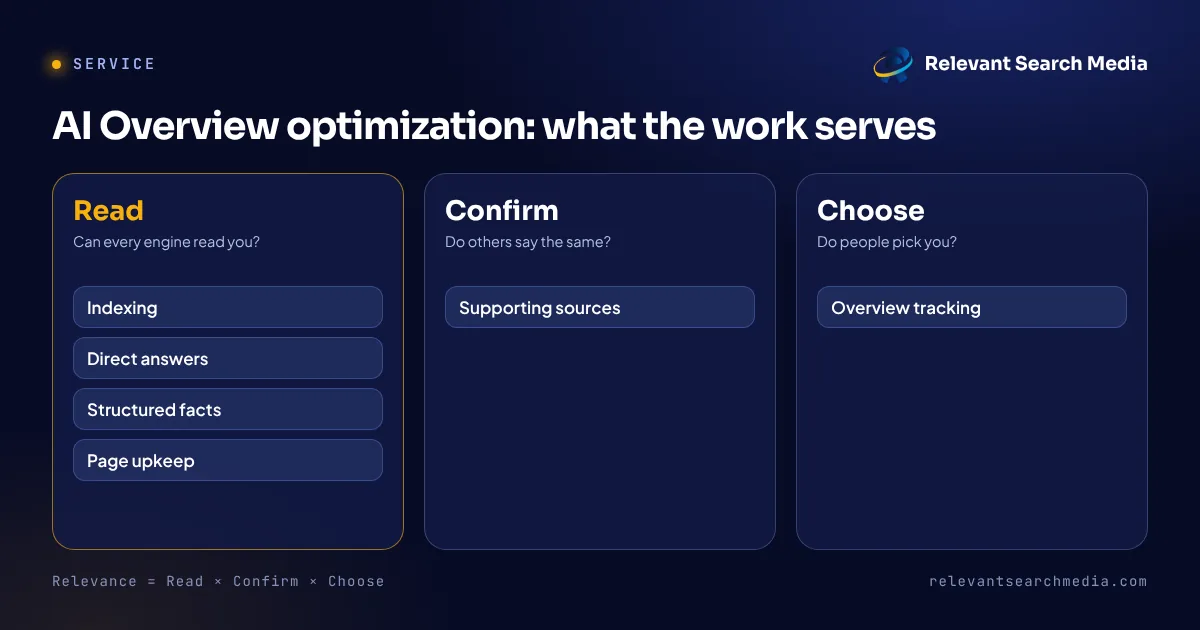 SERVICE
Relevant Search Media
AI Overview optimization: what the work serves
Read
Can every engine read you?
Indexing
Direct answers
Structured facts
Page upkeep
Confirm
Do others say the same?
Supporting sources
Choose
Do people pick you?
Overview tracking
Relevance = Read × Confirm × Choose
relevantsearchmedia.com